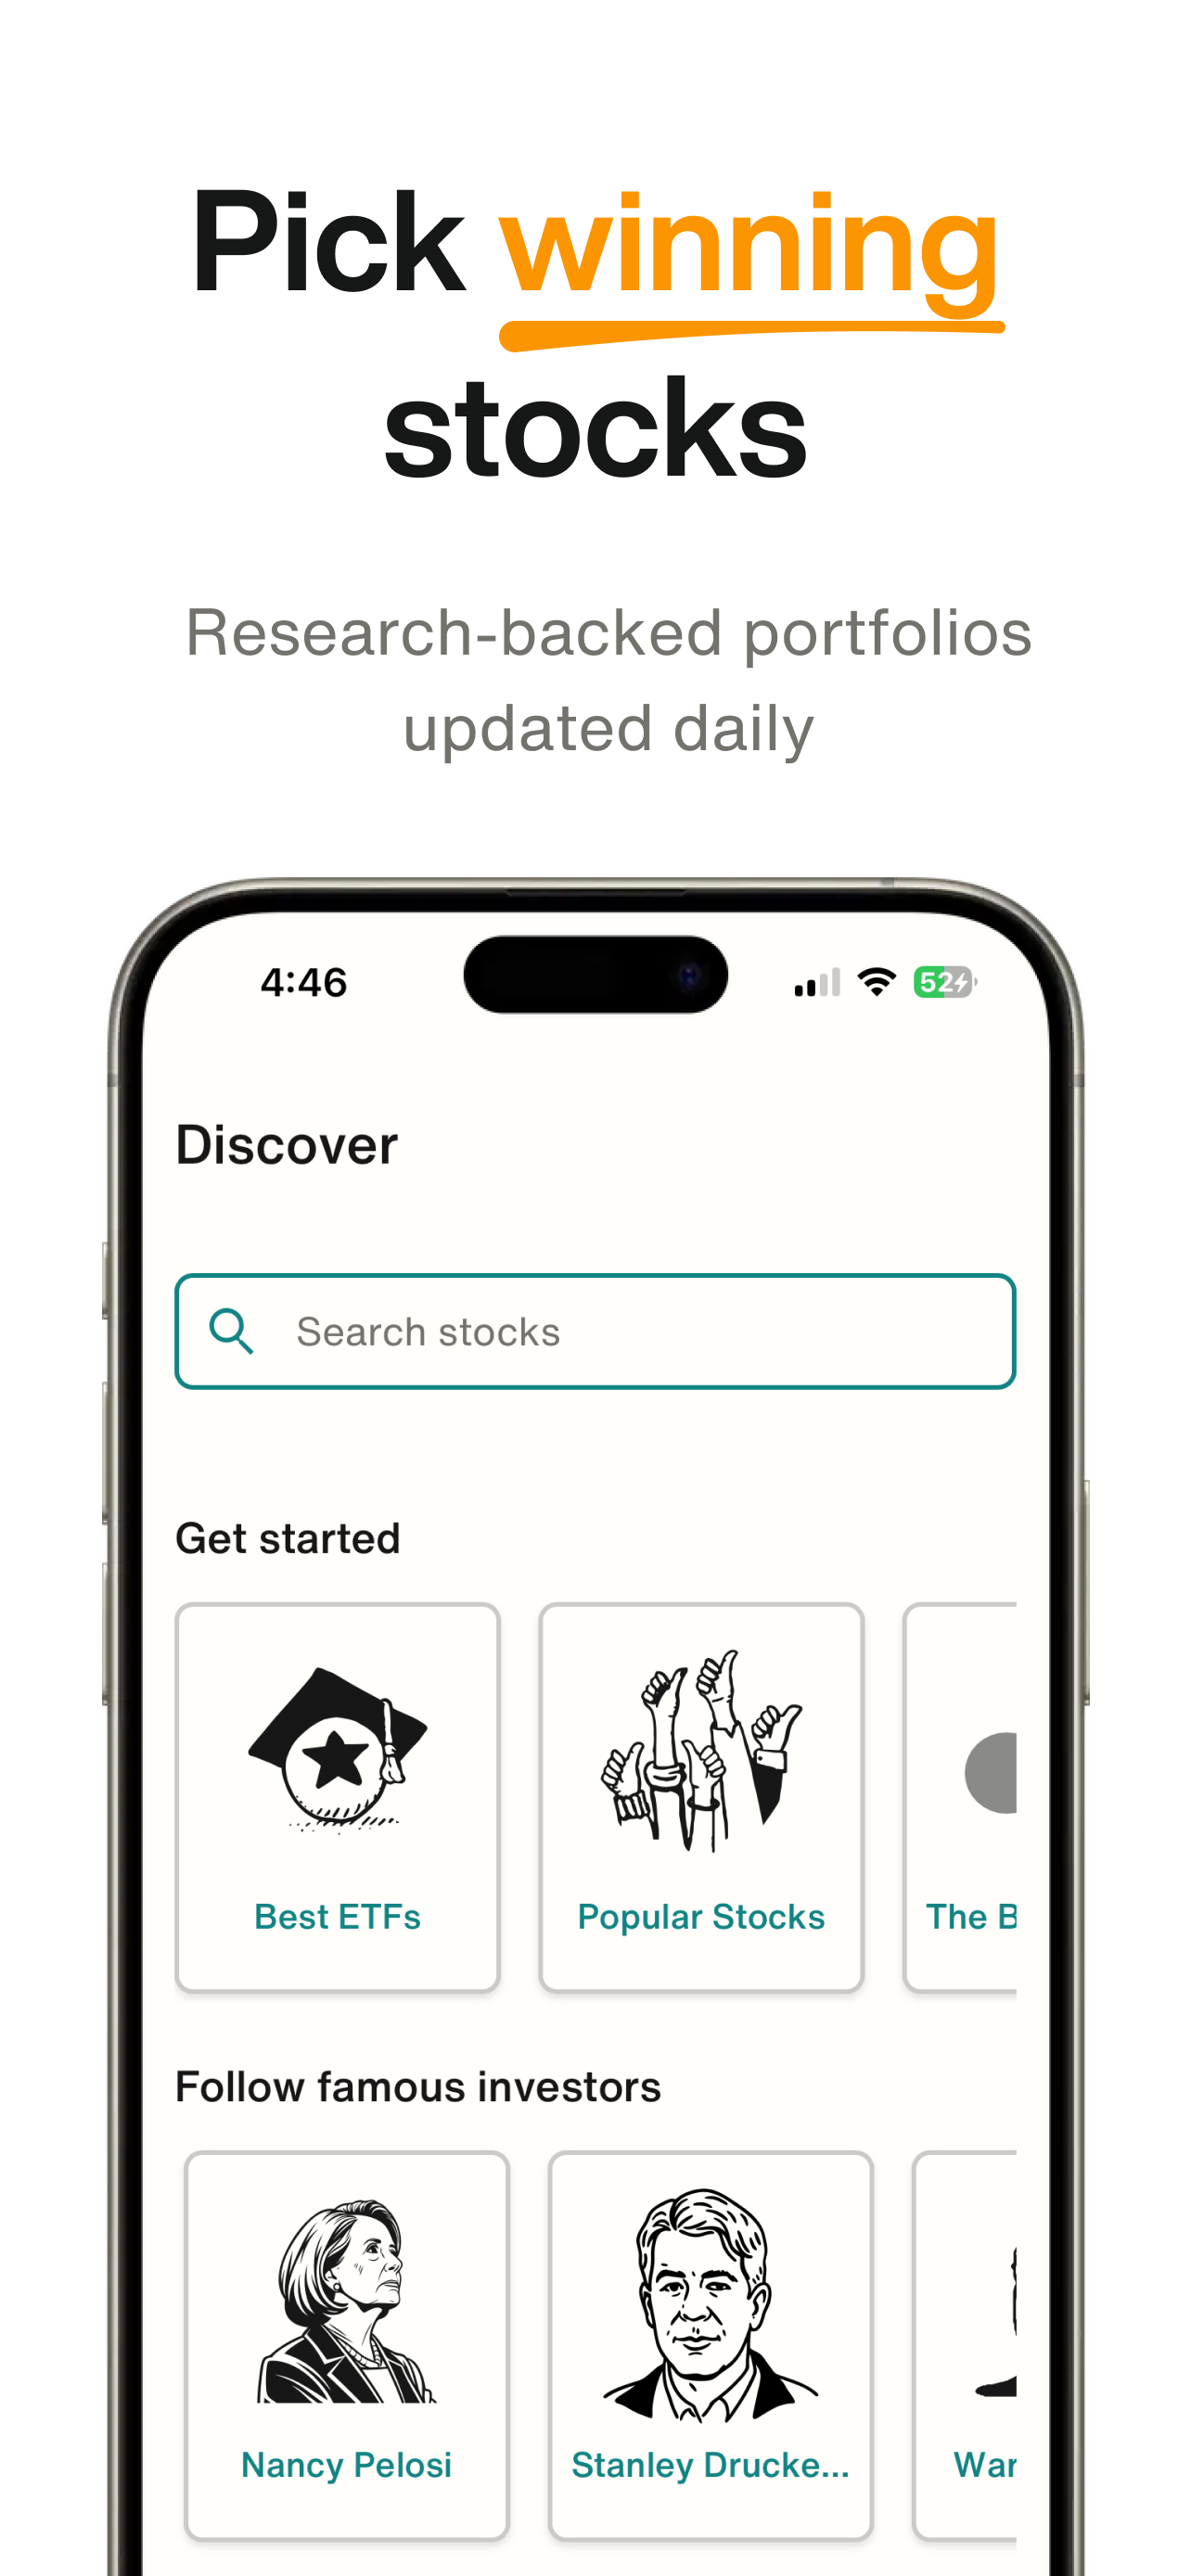 Pick winning
stocks
Research-backed portfolios
updated daily
4:46
52
Discover
Search stocks
Get started
Best ETFs
Popular Stocks
The B
Follow famous investors
Nancy Pelosi
Stanley Drucke...
War